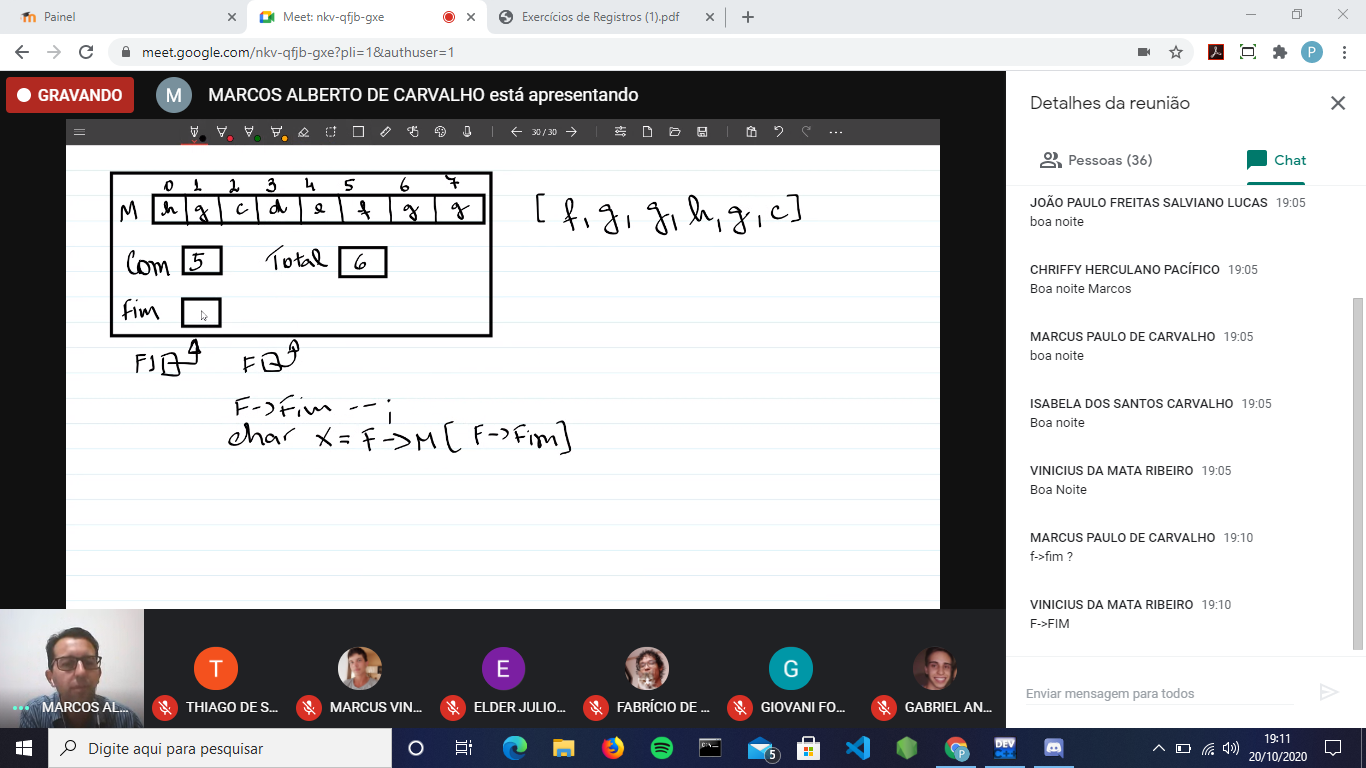 Painel
Meet: nkv-qfjb-gxe
Exercícios de Registros (1).pdf
meet.google.com/nkv-qfjb-gxe?pli=1&authuser=1
P
GRAVANDO
M
MARCOS ALBERTO DE CARVALHO está apresentando
30 / 30
0 1 2 3 4 5 6 7
M h g c d e f g g
[ f, g, g, h, g, c ]
Com 5 Total 6
Fim
F1 F
F->Fim --;
char X = F->M[ F->Fim]
MARCOS AL...
T
THIAGO DE S...
MARCUS VIN...
E
ELDER JULIO...
FABRÍCIO DE ...
G
GIOVANI FO...
GABRIEL AN...
Detalhes da reunião
Pessoas (36)
Chat
JOÃO PAULO FREITAS SALVIANO LUCAS 19:05
boa noite
CHRIFFY HERCULANO PACÍFICO 19:05
Boa noite Marcos
MARCUS PAULO DE CARVALHO 19:05
boa noite
ISABELA DOS SANTOS CARVALHO 19:05
Boa noite
VINICIUS DA MATA RIBEIRO 19:05
Boa Noite
MARCUS PAULO DE CARVALHO 19:10
f->fim ?
VINICIUS DA MATA RIBEIRO 19:10
F->FIM
Enviar mensagem para todos
Digite aqui para pesquisar
5
DEV
P
19:11
20/10/2020